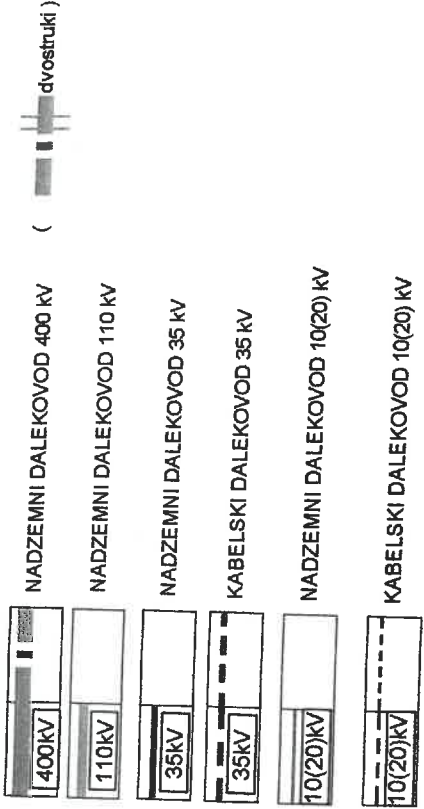 400kV NADZEMNI DALEKOVOD 400 kV ( dvostruki )
110kV NADZEMNI DALEKOVOD 110 kV
35kV NADZEMNI DALEKOVOD 35 kV
35kV KABELSKI DALEKOVOD 35 kV
10(20)kV NADZEMNI DALEKOVOD 10(20) kV
10(20)kV KABELSKI DALEKOVOD 10(20) kV